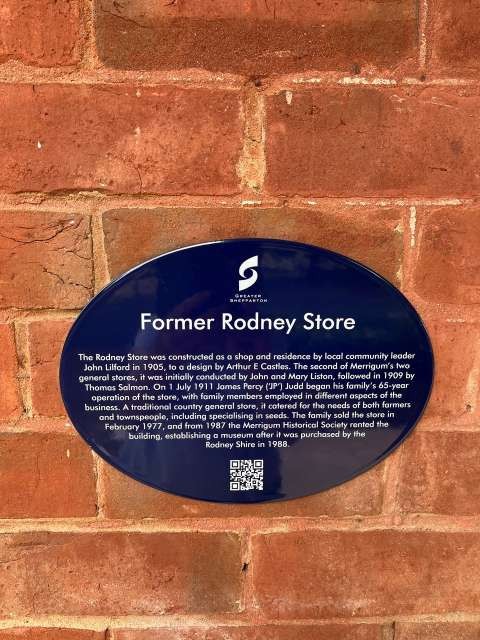 GREATER
SHEPPARTON
Former Rodney Store
The Rodney Store was constructed as a shop and residence by local community leader
John Lilford in 1905, to a design by Arthur E Castles. The second of Merrigum's two
general stores, it was initially conducted by John and Mary Liston, followed in 1909 by
Thomas Salmon. On 1 July 1911 James Percy ('JP') Judd began his family's 65-year
operation of the store, with family members employed in different aspects of the
business. A traditional country general store, it catered for the needs of both farmers
and townspeople, including specialising in seeds. The family sold the store in
February 1977, and from 1987 the Merrigum Historical Society rented the
building, establishing a museum after it was purchased by the
Rodney Shire in 1988.